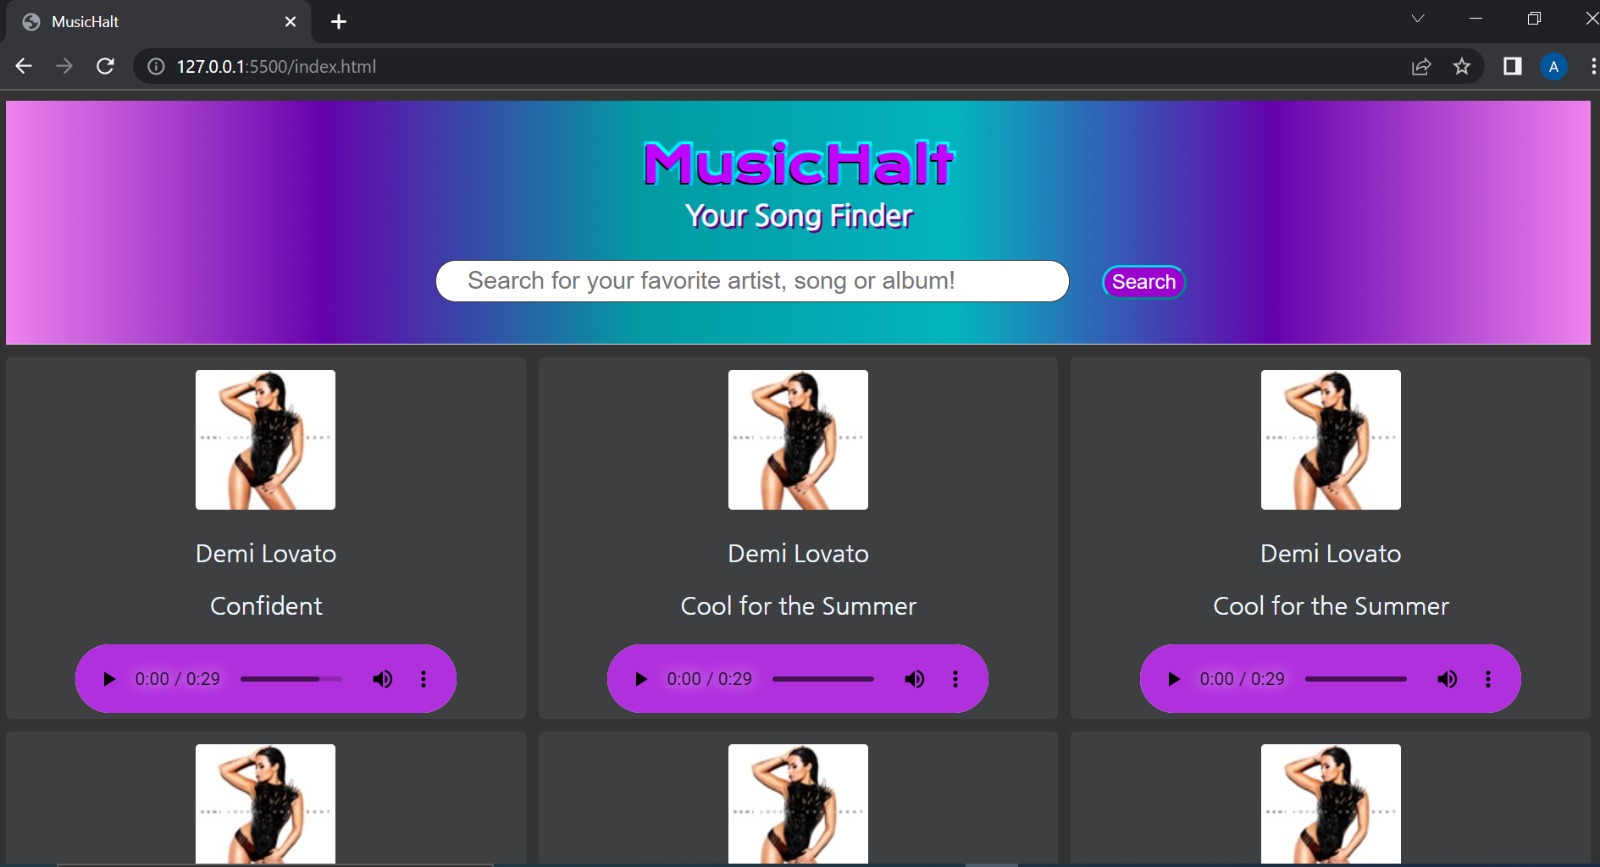 MusicHalt
127.0.0.1:5500/index.html
A
MusicHalt
Your Song Finder
Search for your favorite artist, song or album!
Search
Demi Lovato
Demi Lovato
Demi Lovato
Confident
Cool for the Summer
Cool for the Summer
0:00 / 0:29
0:00 / 0:29
0:00 / 0:29